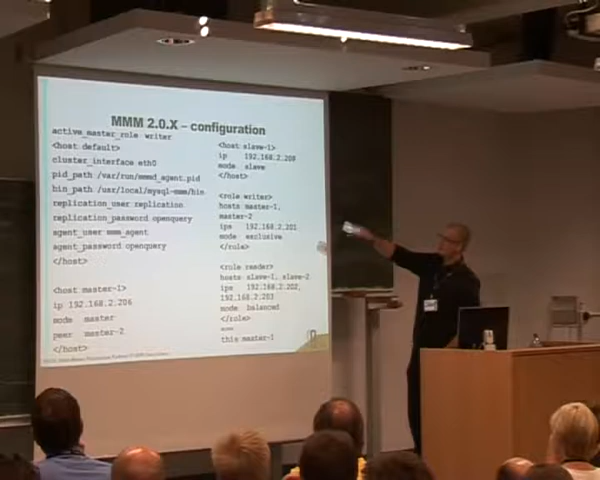 MMM 2.0.X – configuration
active_master_role writer
<host default>
cluster_interface eth0
pid_path /var/run/mmmd_agent.pid
bin_path /usr/local/mysql-mmm/bin
replication_user replication
replication_password openquery
agent_user mmm_agent
agent_password openquery
</host>
<host master-1>
ip 192.168.2.206
mode master
peer master-2
</host>
<host slave-1>
ip 192.168.2.209
mode slave
</host>
<role writer>
hosts master-1,
master-2
ips 192.168.2.201
mode exclusive
</role>
<role reader>
hosts slave-1, slave-2
ips 192.168.2.202,
192.168.2.203
mode balanced
</role>
this master-1